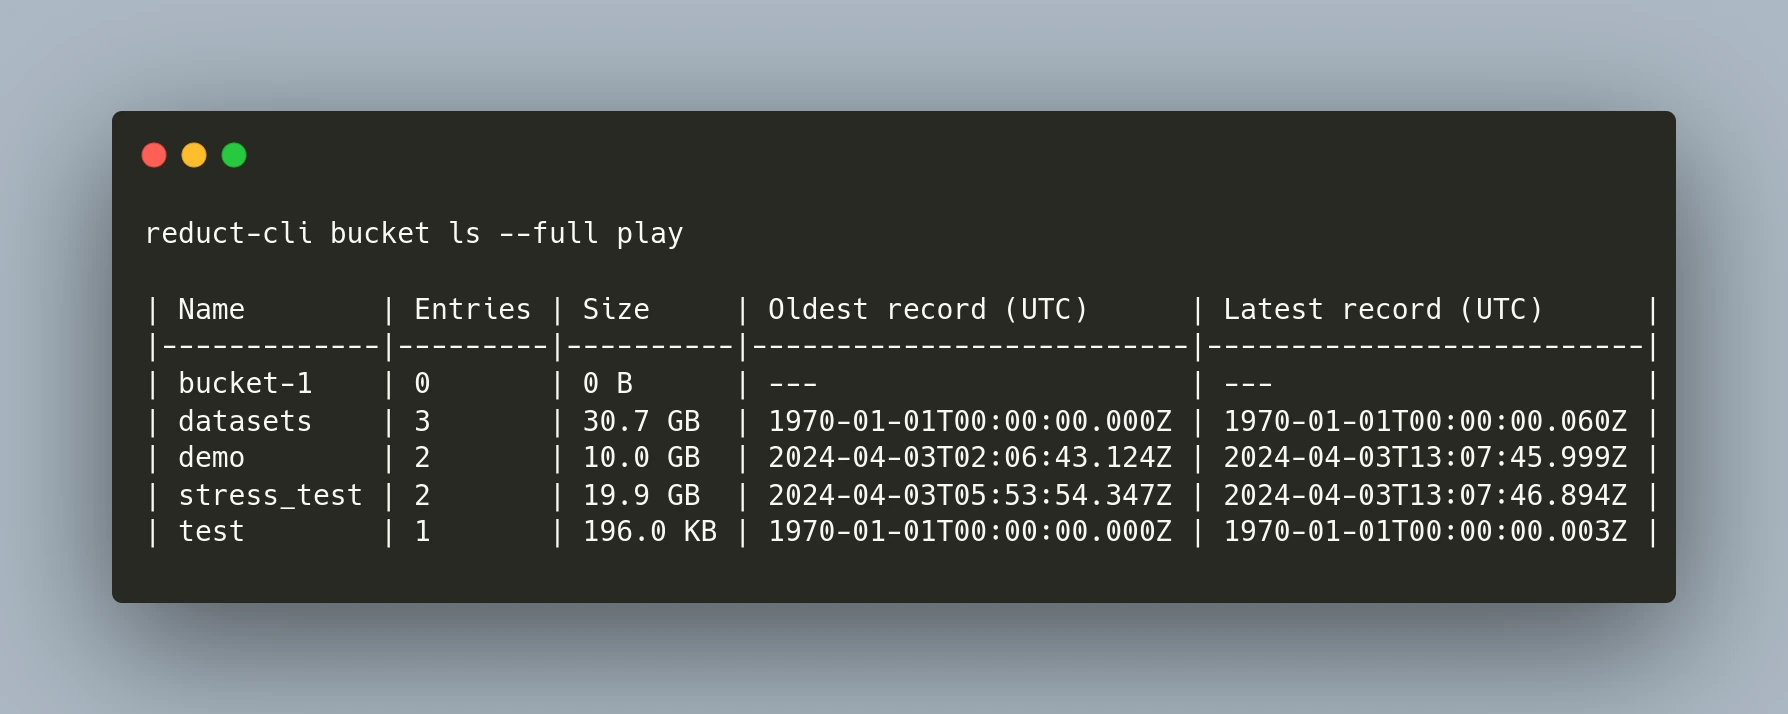 reduct-cli bucket ls --full play
| Name        | Entries | Size     | Oldest record (UTC)      | Latest record (UTC)      |
|-------------|---------|----------|--------------------------|--------------------------|
| bucket-1    | 0       | 0 B      | ---                      | ---                      |
| datasets    | 3       | 30.7 GB  | 1970-01-01T00:00:00.000Z | 1970-01-01T00:00:00.060Z |
| demo        | 2       | 10.0 GB  | 2024-04-03T02:06:43.124Z | 2024-04-03T13:07:45.999Z |
| stress_test | 2       | 19.9 GB  | 2024-04-03T05:53:54.347Z | 2024-04-03T13:07:46.894Z |
| test        | 1       | 196.0 KB | 1970-01-01T00:00:00.000Z | 1970-01-01T00:00:00.003Z |